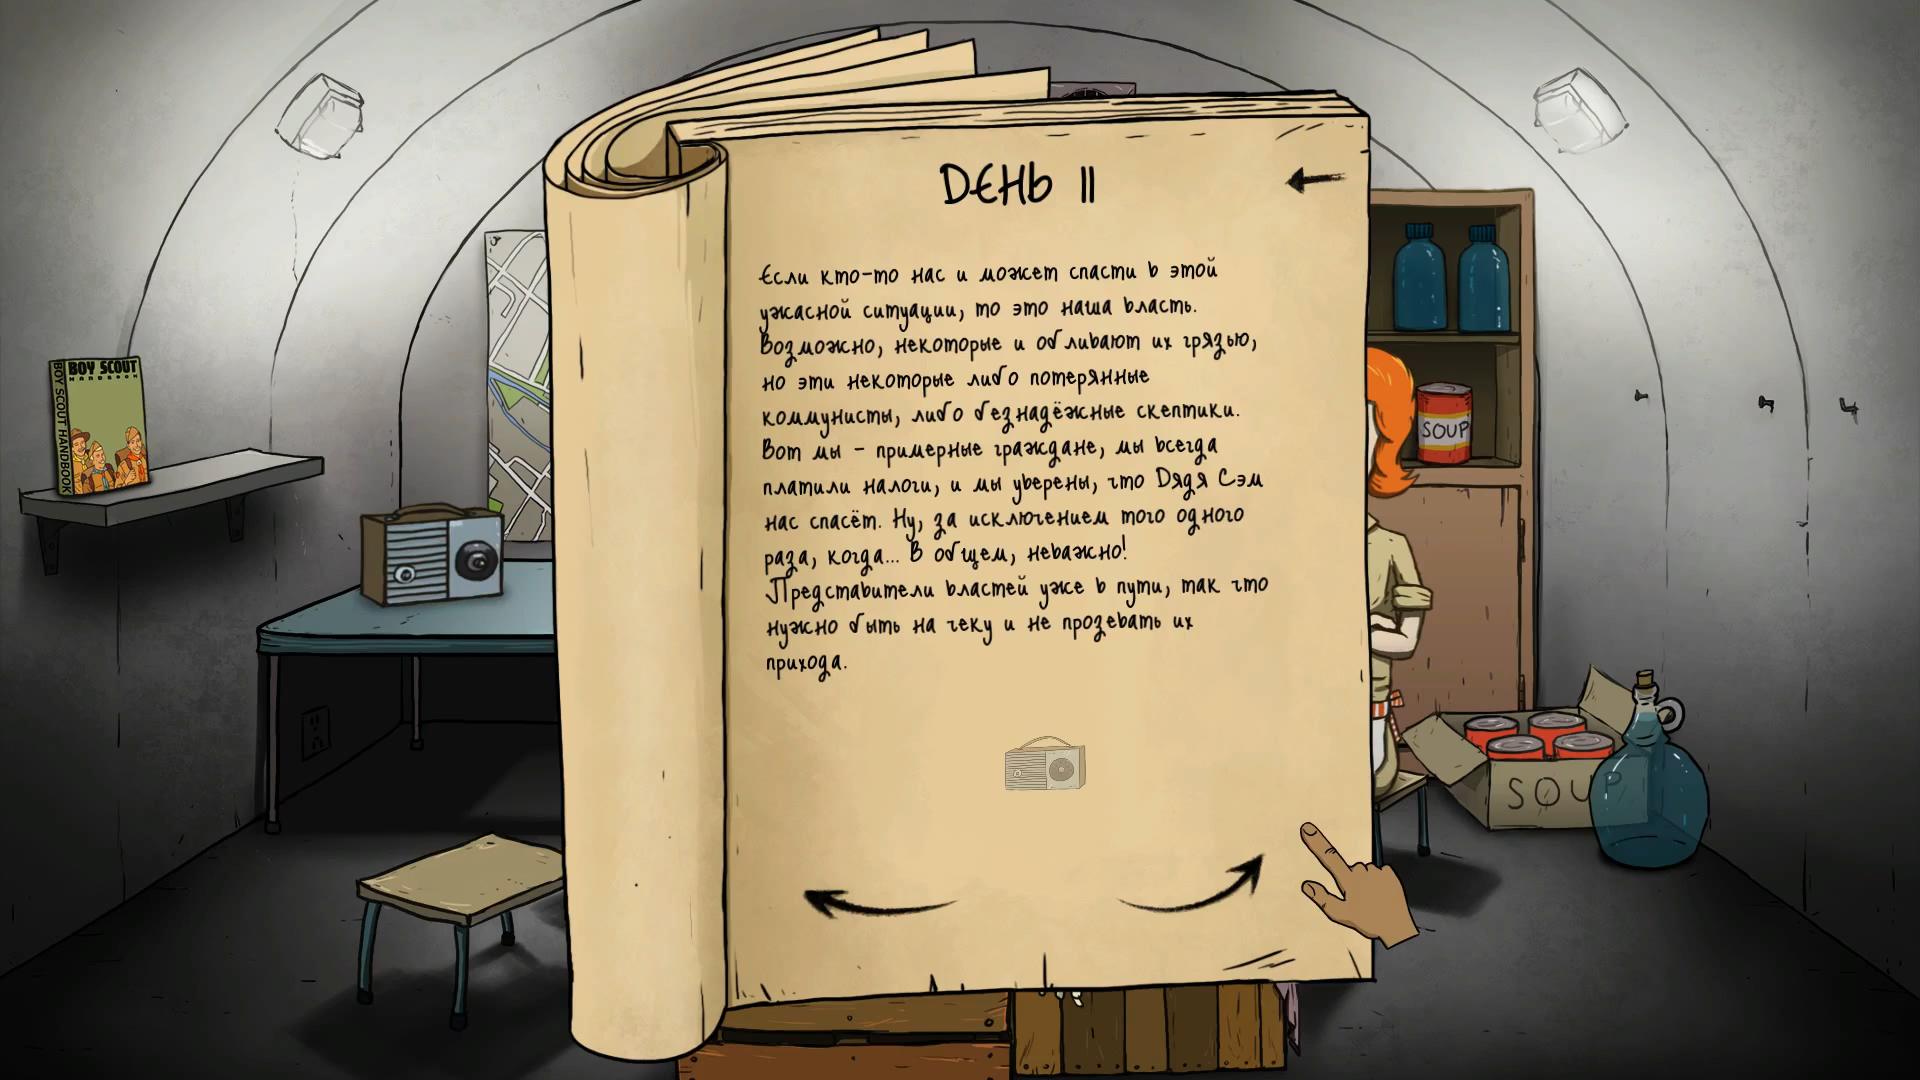 BOY SCOUT
HANDBOOK
BOY SCOUT HANDBOOK
ДЕНЬ 11
Если кто-то нас и может спасти в этой
ужасной ситуации, то это наша власть.
Возможно, некоторые и обливают их грязью,
но эти некоторые либо потерянные
коммунисты, либо безнадёжные скептики.
Вот мы - примерные граждане, мы всегда
платили налоги, и мы уверены, что Дядя Сэм
нас спасёт. Ну, за исключением того одного
раза, когда... В общем, неважно!
Представители властей уже в пути, так что
нужно быть на чеку и не прозевать их
прихода.
SOUP
SOUP